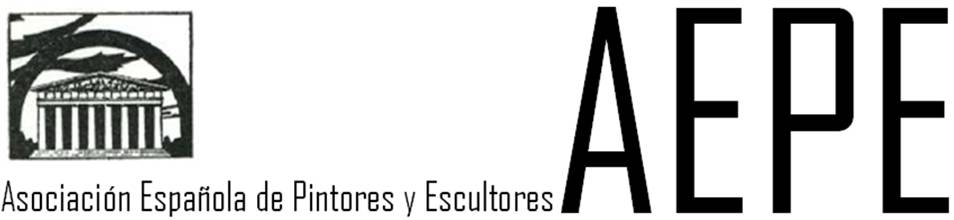 Asociación Española de Pintores y Escultores
AEPE